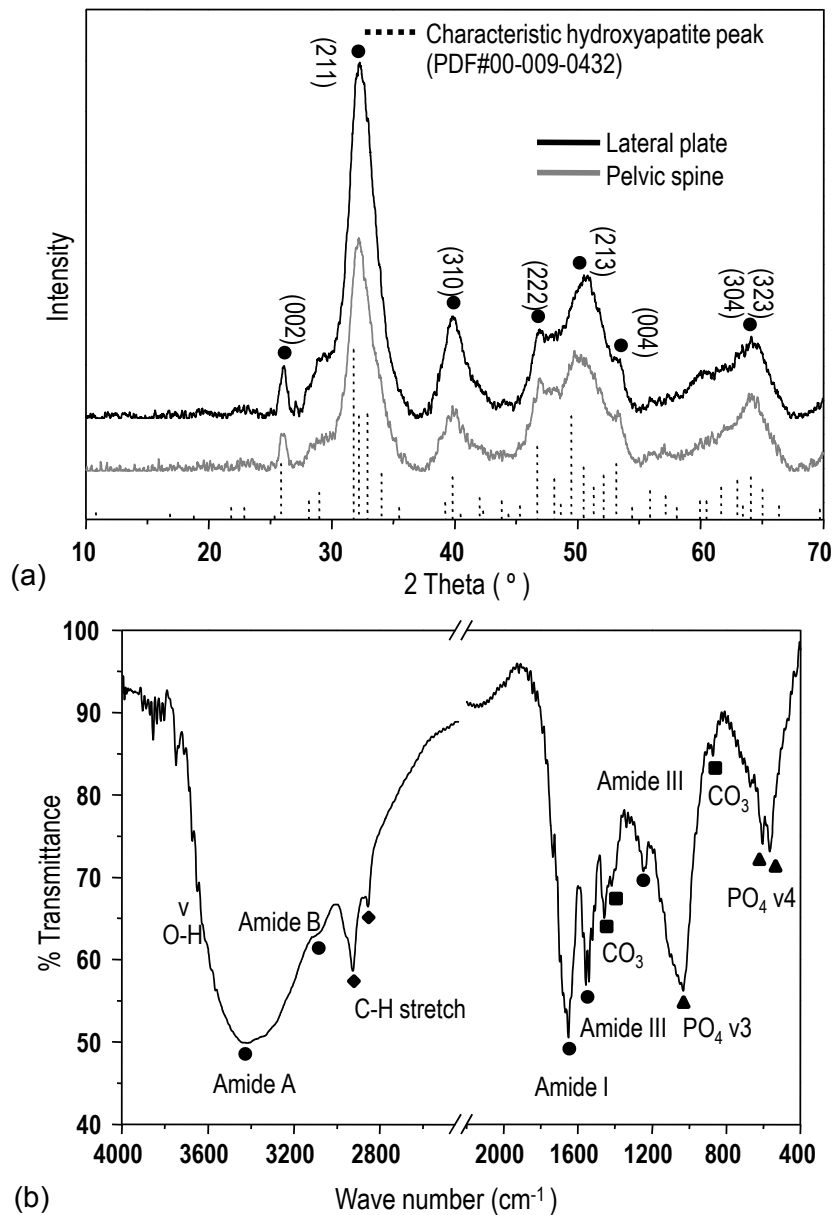 Characteristic hydroxyapatite peak
(PDF#00-009-0432)
Lateral plate
Pelvic spine
(002)
(211)
(310)
(222)
(213)
(004)
(304)
(323)
Intensity
10 20 30 40 50 60 70
2 Theta ( º )
(a)
100
90
80
70
60
50
40
% Transmittance
v
O-H
Amide A
Amide B
C-H stretch
Amide I
Amide III
CO3
Amide III
PO4 v3
CO3
PO4 v4
4000 3600 3200 2800 2000 1600 1200 800 400
Wave number (cm-1)
(b)